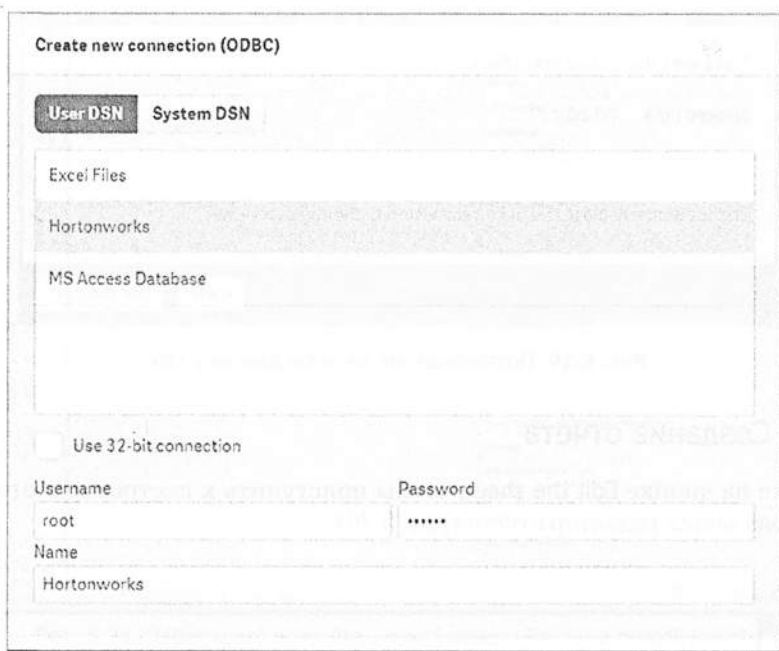 Create new connection (ODBC)
User DSN System DSN
Excel Files
Hortonworks
MS Access Database
Use 32-bit connection
Username Password
root ••••••
Name
Hortonworks